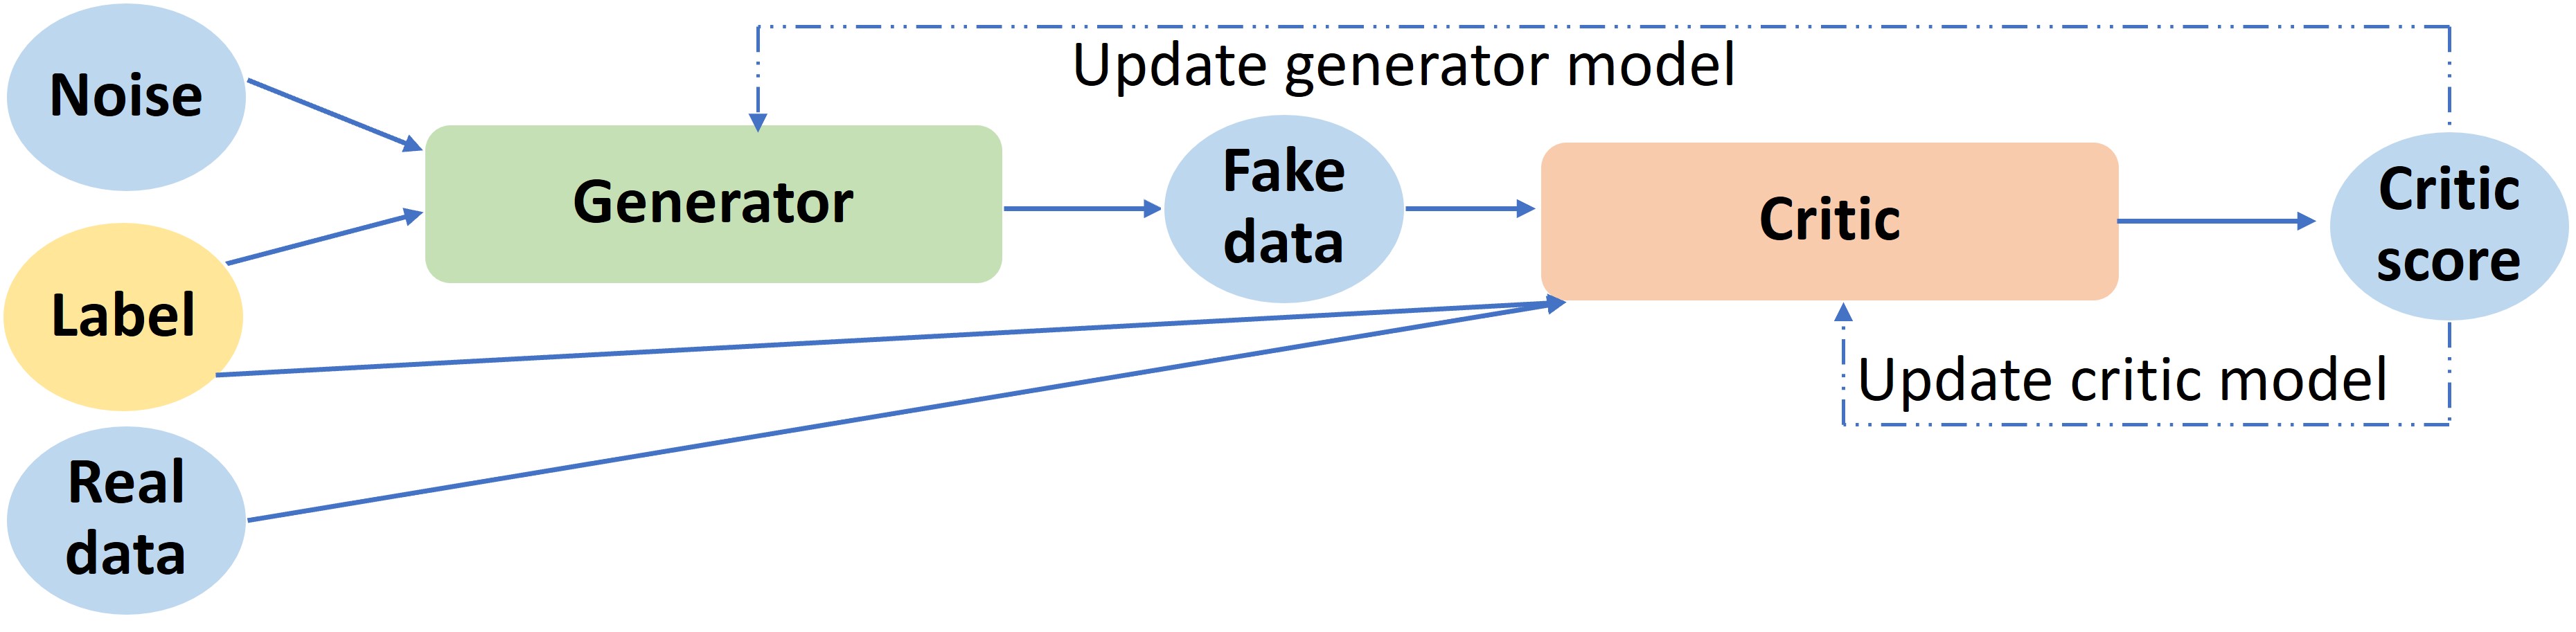 Noise
Update generator model
Generator
Fake
data
Critic
Critic
score
Label
Update critic model
Real
data